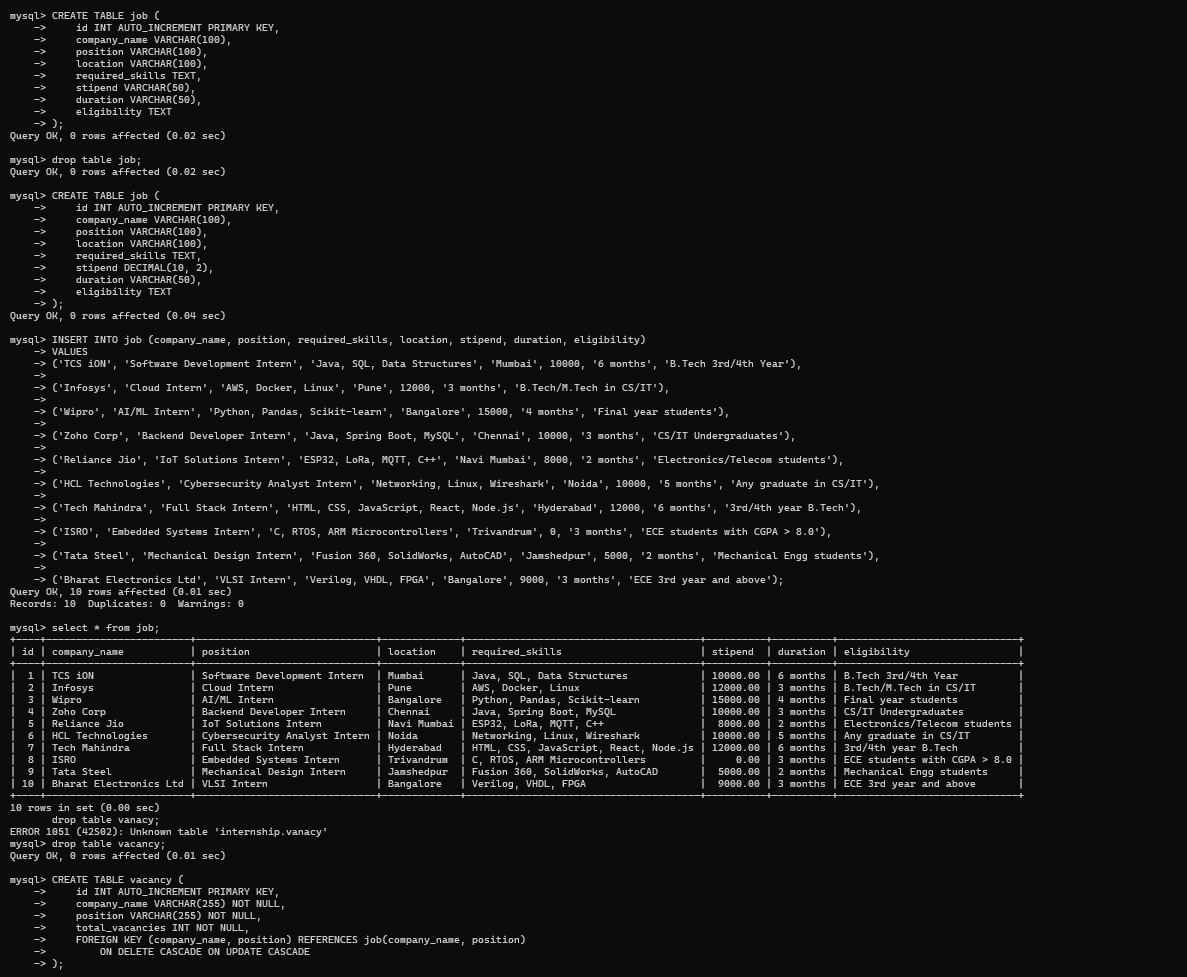 mysql> CREATE TABLE job (
    ->     id INT AUTO_INCREMENT PRIMARY KEY,
    ->     company_name VARCHAR(100),
    ->     position VARCHAR(100),
    ->     location VARCHAR(100),
    ->     required_skills TEXT,
    ->     stipend VARCHAR(50),
    ->     duration VARCHAR(50),
    ->     eligibility TEXT
    -> );
Query OK, 0 rows affected (0.02 sec)

mysql> drop table job;
Query OK, 0 rows affected (0.02 sec)

mysql> CREATE TABLE job (
    ->     id INT AUTO_INCREMENT PRIMARY KEY,
    ->     company_name VARCHAR(100),
    ->     position VARCHAR(100),
    ->     location VARCHAR(100),
    ->     required_skills TEXT,
    ->     stipend DECIMAL(10, 2),
    ->     duration VARCHAR(50),
    ->     eligibility TEXT
    -> );
Query OK, 0 rows affected (0.04 sec)

mysql> INSERT INTO job (company_name, position, required_skills, location, stipend, duration, eligibility)
    -> VALUES
    -> ('TCS iON', 'Software Development Intern', 'Java, SQL, Data Structures', 'Mumbai', 10000, '6 months', 'B.Tech 3rd/4th Year'),
    ->
    -> ('Infosys', 'Cloud Intern', 'AWS, Docker, Linux', 'Pune', 12000, '3 months', 'B.Tech/M.Tech in CS/IT'),
    ->
    -> ('Wipro', 'AI/ML Intern', 'Python, Pandas, Scikit-learn', 'Bangalore', 15000, '4 months', 'Final year students'),
    ->
    -> ('Zoho Corp', 'Backend Developer Intern', 'Java, Spring Boot, MySQL', 'Chennai', 10000, '3 months', 'CS/IT Undergraduates'),
    ->
    -> ('Reliance Jio', 'IoT Solutions Intern', 'ESP32, LoRa, MQTT, C++', 'Navi Mumbai', 8000, '2 months', 'Electronics/Telecom students'),
    ->
    -> ('HCL Technologies', 'Cybersecurity Analyst Intern', 'Networking, Linux, Wireshark', 'Noida', 10000, '5 months', 'Any graduate in CS/IT'),
    ->
    -> ('Tech Mahindra', 'Full Stack Intern', 'HTML, CSS, JavaScript, React, Node.js', 'Hyderabad', 12000, '6 months', '3rd/4th year B.Tech'),
    ->
    -> ('ISRO', 'Embedded Systems Intern', 'C, RTOS, ARM Microcontrollers', 'Trivandrum', 0, '3 months', 'ECE students with CGPA > 8.0'),
    ->
    -> ('Tata Steel', 'Mechanical Design Intern', 'Fusion 360, SolidWorks, AutoCAD', 'Jamshedpur', 5000, '2 months', 'Mechanical Engg students'),
    ->
    -> ('Bharat Electronics Ltd', 'VLSI Intern', 'Verilog, VHDL, FPGA', 'Bangalore', 9000, '3 months', 'ECE 3rd year and above');
Query OK, 10 rows affected (0.01 sec)
Records: 10  Duplicates: 0  Warnings: 0

mysql> select * from job;
| id | company_name           | position                     | location    | required_skills                       | stipend  | duration | eligibility                  |
|  1 | TCS iON                | Software Development Intern  | Mumbai      | Java, SQL, Data Structures            | 10000.00 | 6 months | B.Tech 3rd/4th Year          |
|  2 | Infosys                | Cloud Intern                 | Pune        | AWS, Docker, Linux                    | 12000.00 | 3 months | B.Tech/M.Tech in CS/IT       |
|  3 | Wipro                  | AI/ML Intern                 | Bangalore   | Python, Pandas, Scikit-learn          | 15000.00 | 4 months | Final year students          |
|  4 | Zoho Corp              | Backend Developer Intern     | Chennai     | Java, Spring Boot, MySQL              | 10000.00 | 3 months | CS/IT Undergraduates         |
|  5 | Reliance Jio           | IoT Solutions Intern         | Navi Mumbai | ESP32, LoRa, MQTT, C++                |  8000.00 | 2 months | Electronics/Telecom students |
|  6 | HCL Technologies       | Cybersecurity Analyst Intern | Noida       | Networking, Linux, Wireshark          | 10000.00 | 5 months | Any graduate in CS/IT        |
|  7 | Tech Mahindra          | Full Stack Intern            | Hyderabad   | HTML, CSS, JavaScript, React, Node.js | 12000.00 | 6 months | 3rd/4th year B.Tech          |
|  8 | ISRO                   | Embedded Systems Intern      | Trivandrum  | C, RTOS, ARM Microcontrollers         |     0.00 | 3 months | ECE students with CGPA > 8.0 |
|  9 | Tata Steel             | Mechanical Design Intern     | Jamshedpur  | Fusion 360, SolidWorks, AutoCAD       |  5000.00 | 2 months | Mechanical Engg students     |
| 10 | Bharat Electronics Ltd | VLSI Intern                  | Bangalore   | Verilog, VHDL, FPGA                   |  9000.00 | 3 months | ECE 3rd year and above       |
10 rows in set (0.00 sec)
       drop table vanacy;
ERROR 1051 (42S02): Unknown table 'internship.vanacy'
mysql> drop table vacancy;
Query OK, 0 rows affected (0.01 sec)

mysql> CREATE TABLE vacancy (
    ->     id INT AUTO_INCREMENT PRIMARY KEY,
    ->     company_name VARCHAR(255) NOT NULL,
    ->     position VARCHAR(255) NOT NULL,
    ->     total_vacancies INT NOT NULL,
    ->     FOREIGN KEY (company_name, position) REFERENCES job(company_name, position)
    ->         ON DELETE CASCADE ON UPDATE CASCADE
    -> );